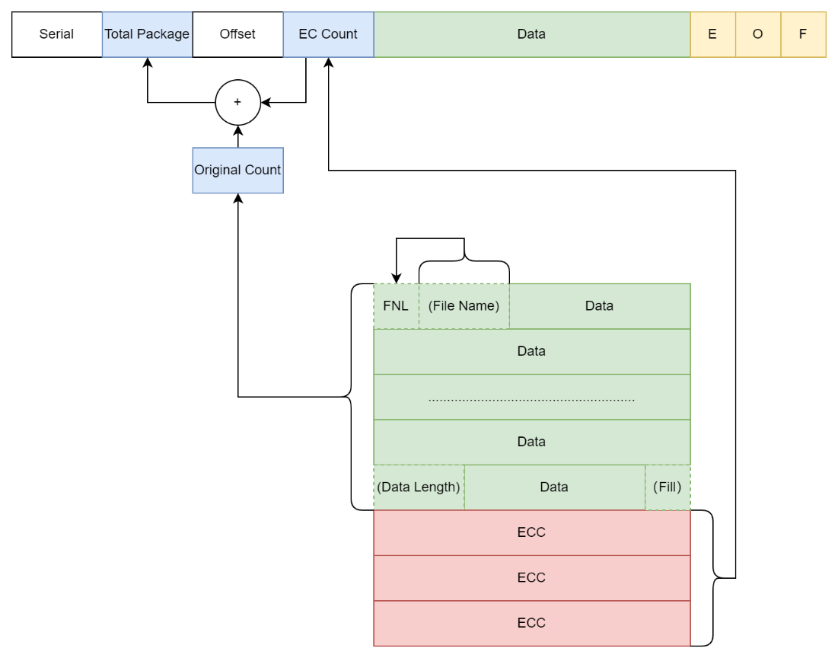 Serial Total Package Offset EC Count Data E O F
+
Original Count
FNL (File Name) Data
Data
.......................................................
Data
(Data Length) Data (Fill)
ECC
ECC
ECC